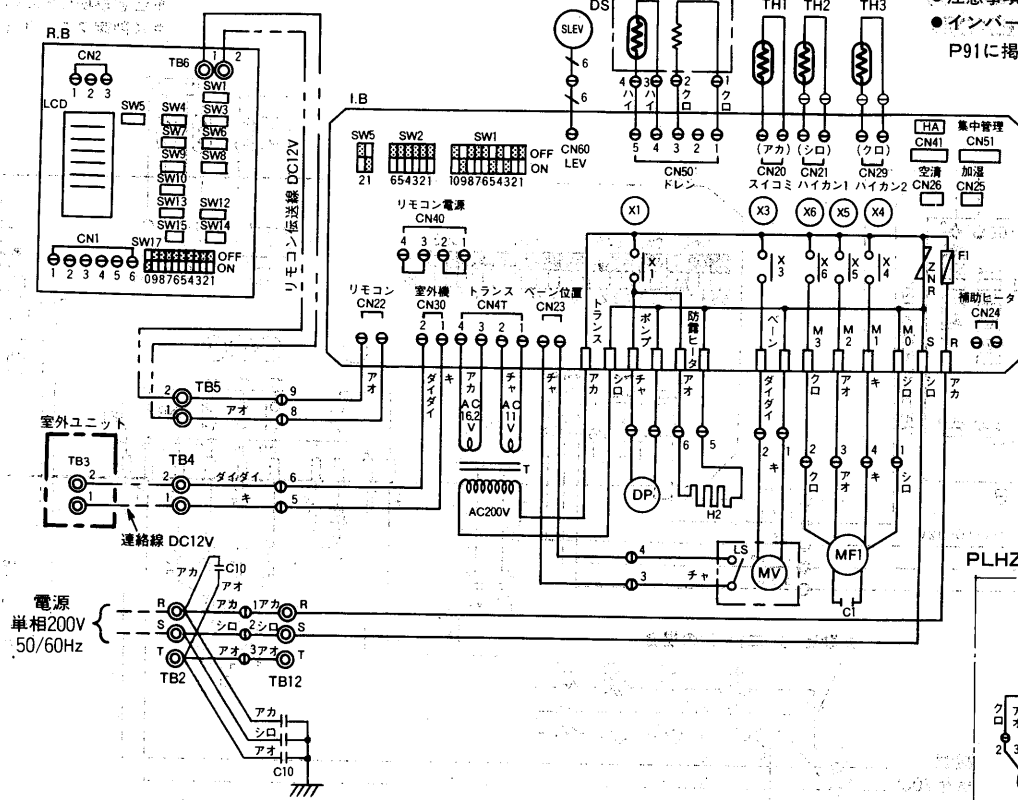 DS
TH1 TH2 TH3
●インバー
P91に掲
SLEV
6
6
4 3 2 1
ハイ ハイ クロ クロ
R.B
CN2
1 2 3
LCD
TB6
1 2
SW1
SW5
SW4
SW3
SW7
SW6
SW9
SW8
SW10
SW13
SW12
SW15
SW14
CN1
1 2 3 4 5 6
SW17
OFF
ON
0987654321
リモコン伝送線 DC12V
I.B
SW5
21
SW2
654321
SW1
10987654321
OFF
ON
CN60
LEV
5 4 3 2 1
CN50
ドレン
(アカ)
CN20
スイコミ
(シロ)
CN21
ハイカン1
(クロ)
CN29
ハイカン2
HA
CN41
集中管理
CN51
空清
CN26
加湿
CN25
リモコン電源
CN40
4 3 2 1
X1 X3 X6 X5 X4
X1 X3 X6 X5 X4
ZNR
F1
補助ヒータ
CN24
リモコン
CN22
室外機
CN30
2 1
トランス
CN4T
4 3 2 1
ベーン位置
CN23
トランス
ポンプ
防露ヒータ
ベーン
M3 M2 M1 M0 S R
アオ
ダイダイ
キ
アカ
AC16.2V
チャ
AC11V
チャ
アカ
シロ
チャ
アオ
ダイダイ
クロ
アオ
キ
シロ
シロ
アカ
TB5
2
1
アオ
9
8
室外ユニット
TB3
2
1
TB4
2
1
ダイダイ
キ
6
5
連絡線 DC12V
T
AC200V
DP
6 5
H2
2 1
キ
2 3 4 1
クロ アオ キ シロ
4
3
チャ
LS
MV
MF1
C1
PLHZ
電源
単相200V
50/60Hz
アカ
C10
アオ
R アカ 1 アカ R
S シロ 2 シロ S
T アオ 3 アオ T
TB2
TB12
アカ
シロ
アオ
C10
クロ
2 3